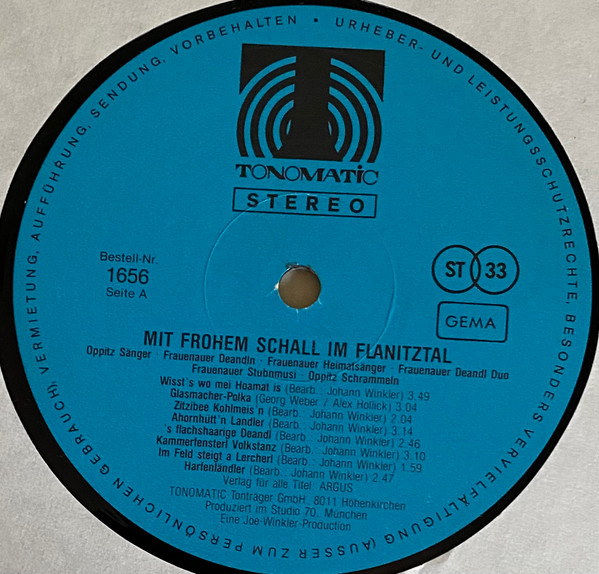 URHEBER- UND LEISTUNGSSCHUTZRECHTE, BESONDERS VERVIELFÄLTIGUNG (AUSSER ZUM PERSÖNLICHEN GEBRAUCH), VERMIETUNG, AUFFÜHRUNG, SENDUNG, VORBEHALTEN •
T
TONOMATIC
STEREO
Bestell-Nr.
1656
Seite A
ST 33
GEMA
MIT FROHEM SCHALL IM FLANITZTAL
Oppitz Sänger · Frauenauer Deandln · Frauenauer Heimatsänger · Frauenauer Deandl Duo
Frauenauer Stubnmusi · Oppitz Schrammeln
Wisst's wo mei Hoamat is (Bearb.: Johann Winkler) 3.49
Glasmacher-Polka (Georg Weber / Alex Hollick) 3.04
Zitzibee Kohlmeis'n (Bearb.: Johann Winkler) 2.04
Ahornhütt'n Landler (Bearb.: Johann Winkler) 3.14
's flachshaarige Deandl (Bearb.: Johann Winkler) 2.46
Kammerfensterl Volkstanz (Bearb.: Johann Winkler) 3.10
Im Feld steigt a Lercherl (Bearb.: Johann Winkler) 1.59
Harfenländler (Bearb.: Johann Winkler) 2.47
Verlag für alle Titel: ARGUS
TONOMATIC Tonträger GmbH, 8011 Höhenkirchen
Produziert im Studio 70, München
Eine Joe-Winkler-Production